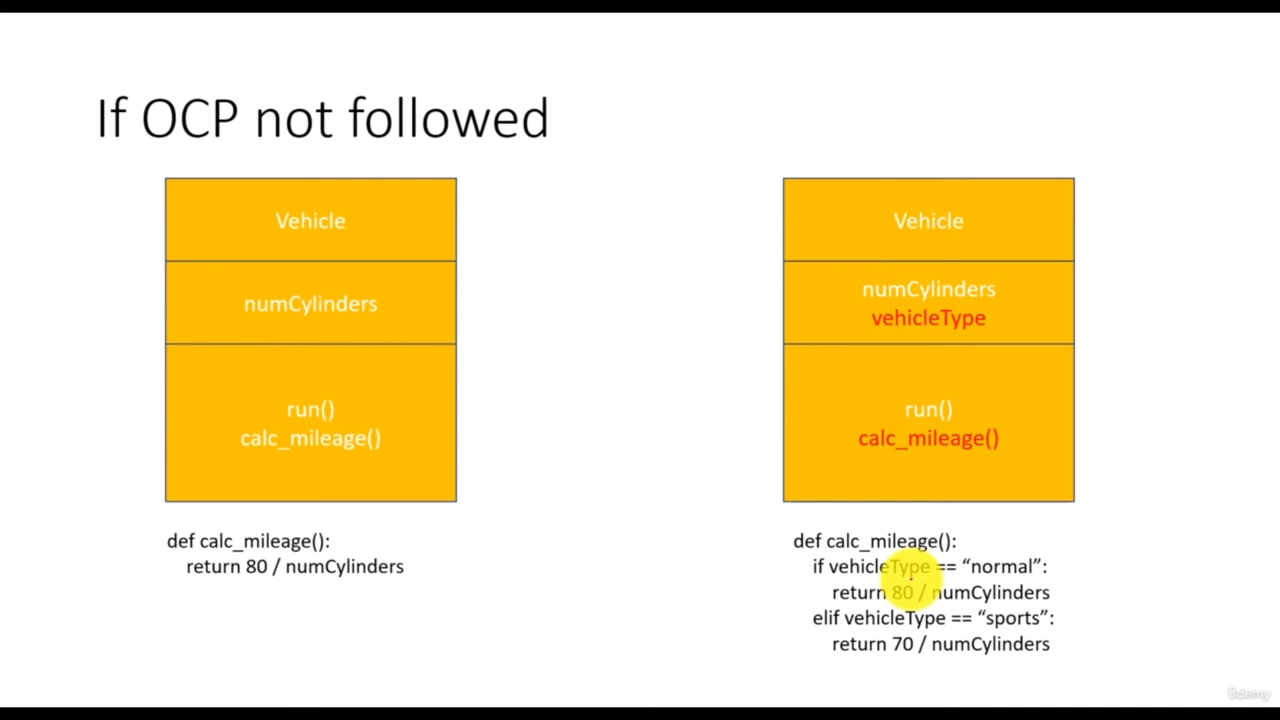 If OCP not followed
Vehicle
numCylinders
run()
calc_mileage()
def calc_mileage():
return 80 / numCylinders
Vehicle
numCylinders
vehicleType
run()
calc_mileage()
def calc_mileage():
if vehicleType == “normal”:
return 80 / numCylinders
elif vehicleType == “sports”:
return 70 / numCylinders
ûdemy